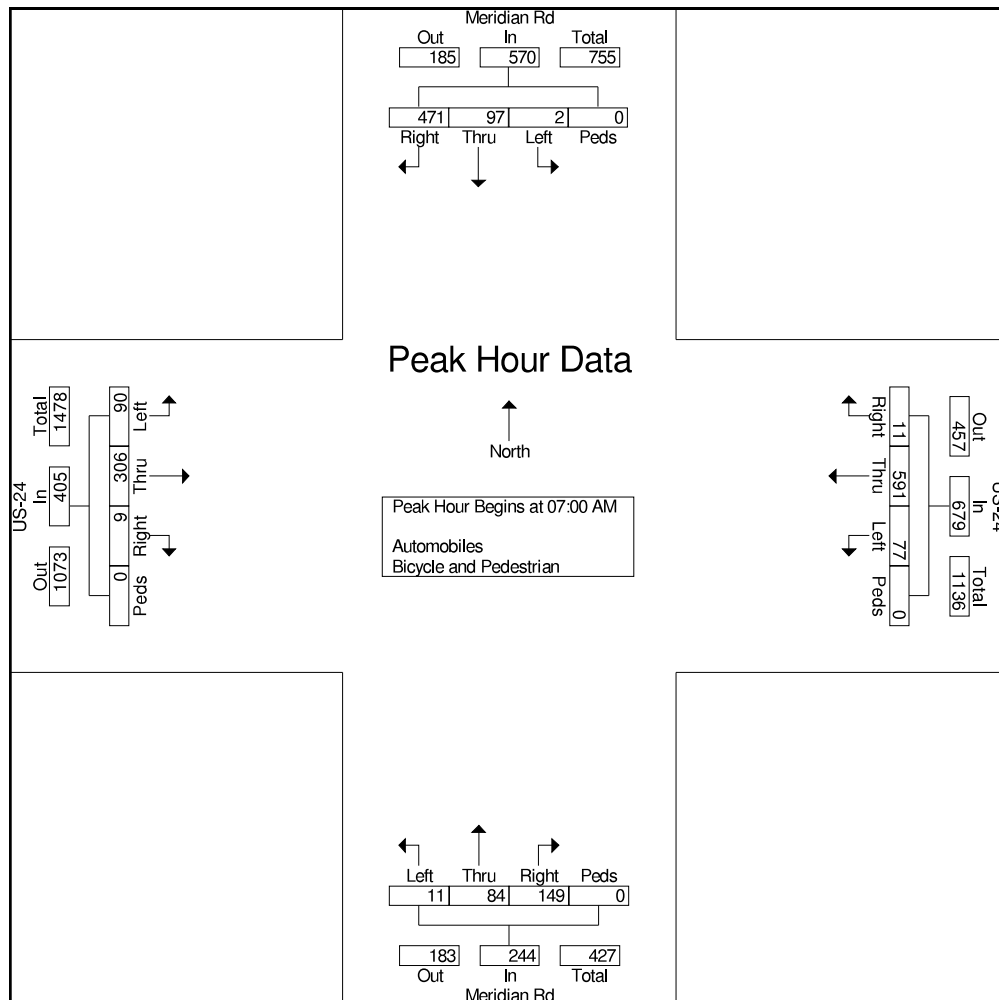 Meridian Rd
Out In Total
185 570 755
471 97 2 0
Right Thru Left Peds
Peak Hour Data
North
Peak Hour Begins at 07:00 AM
Automobiles
Bicycle and Pedestrian
US-24
Out In Total
1073 405 1478
90 306 9 0
Left Thru Right Peds
US-24
Out In Total
457 679 1136
11 591 77 0
Right Thru Left Peds
Left Thru Right Peds
11 84 149 0
183 244 427
Out In Total
Meridian Rd